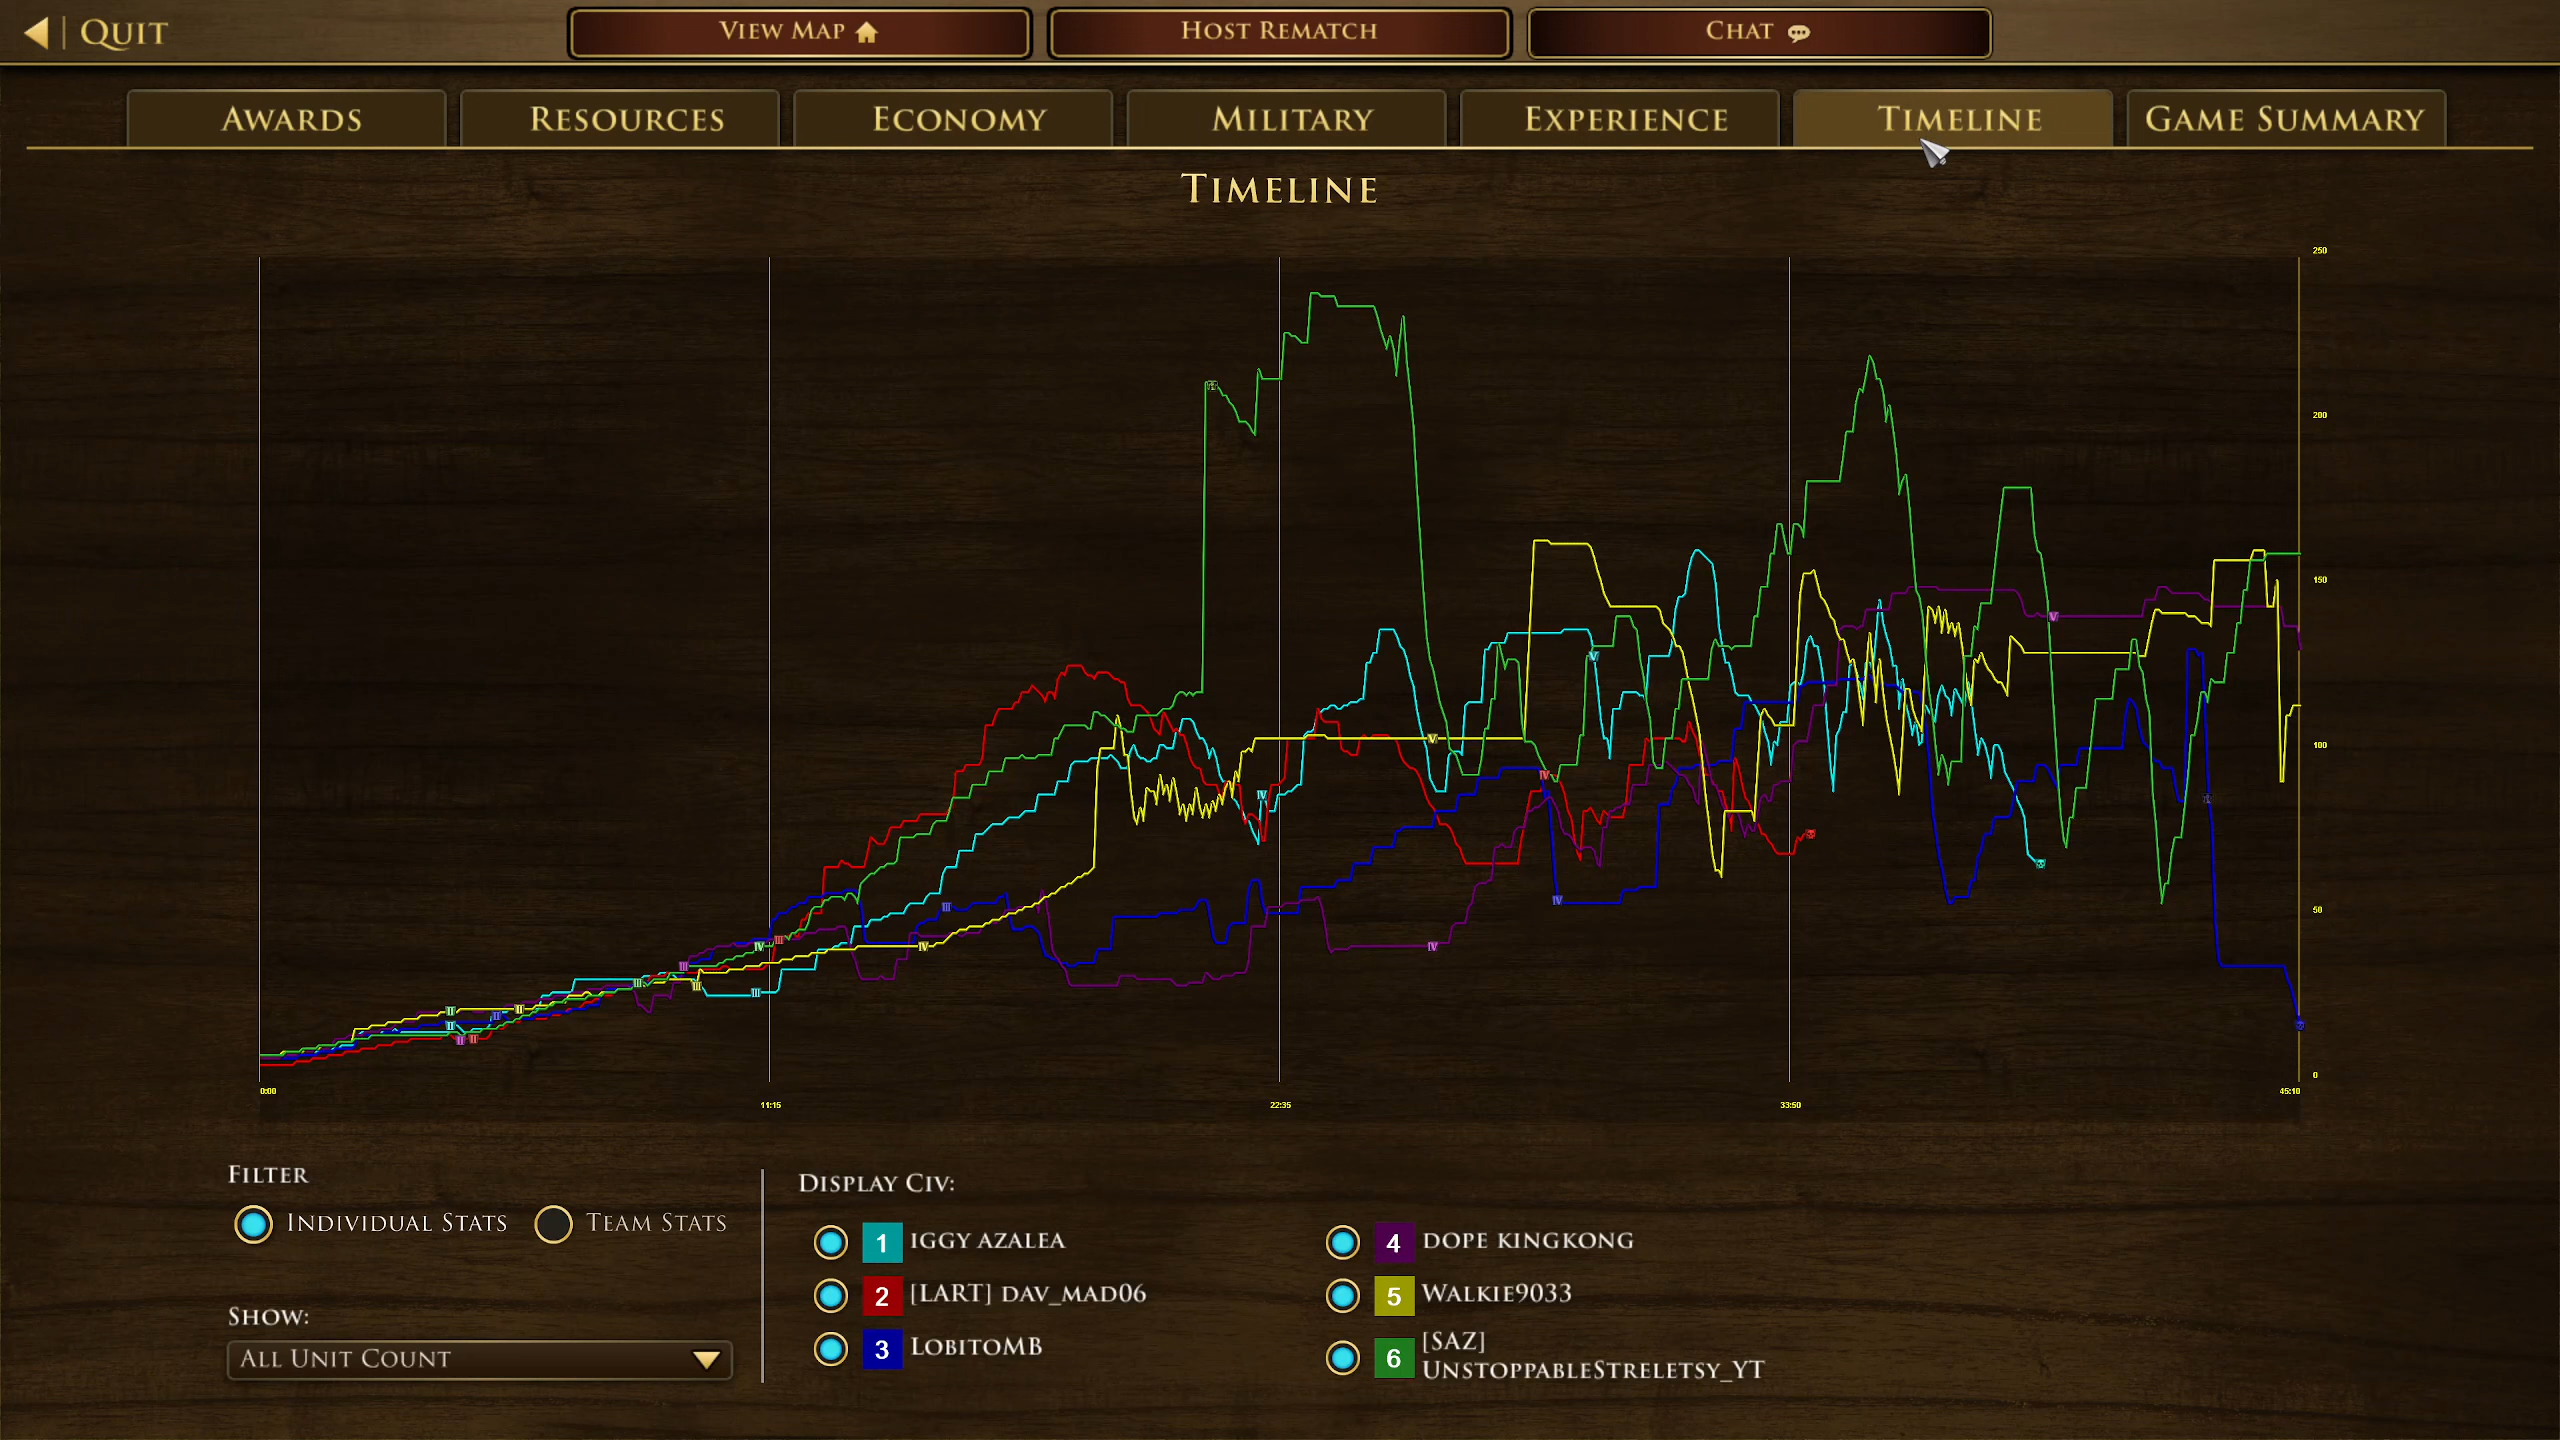 QUIT
VIEW MAP
HOST REMATCH
CHAT
AWARDS
RESOURCES
ECONOMY
MILITARY
EXPERIENCE
TIMELINE
GAME SUMMARY
TIMELINE
250
200
150
100
50
0
0:00
11:15
22:35
33:50
45:10
FILTER
INDIVIDUAL STATS
TEAM STATS
SHOW:
ALL UNIT COUNT
DISPLAY CIV:
1 IGGY AZALEA
2 [LART] DAV_MAD06
3 LOBITOMB
4 DOPE KINGKONG
5 WALKIE9033
6 [SAZ]
UNSTOPPABLESTRELETSY_YT